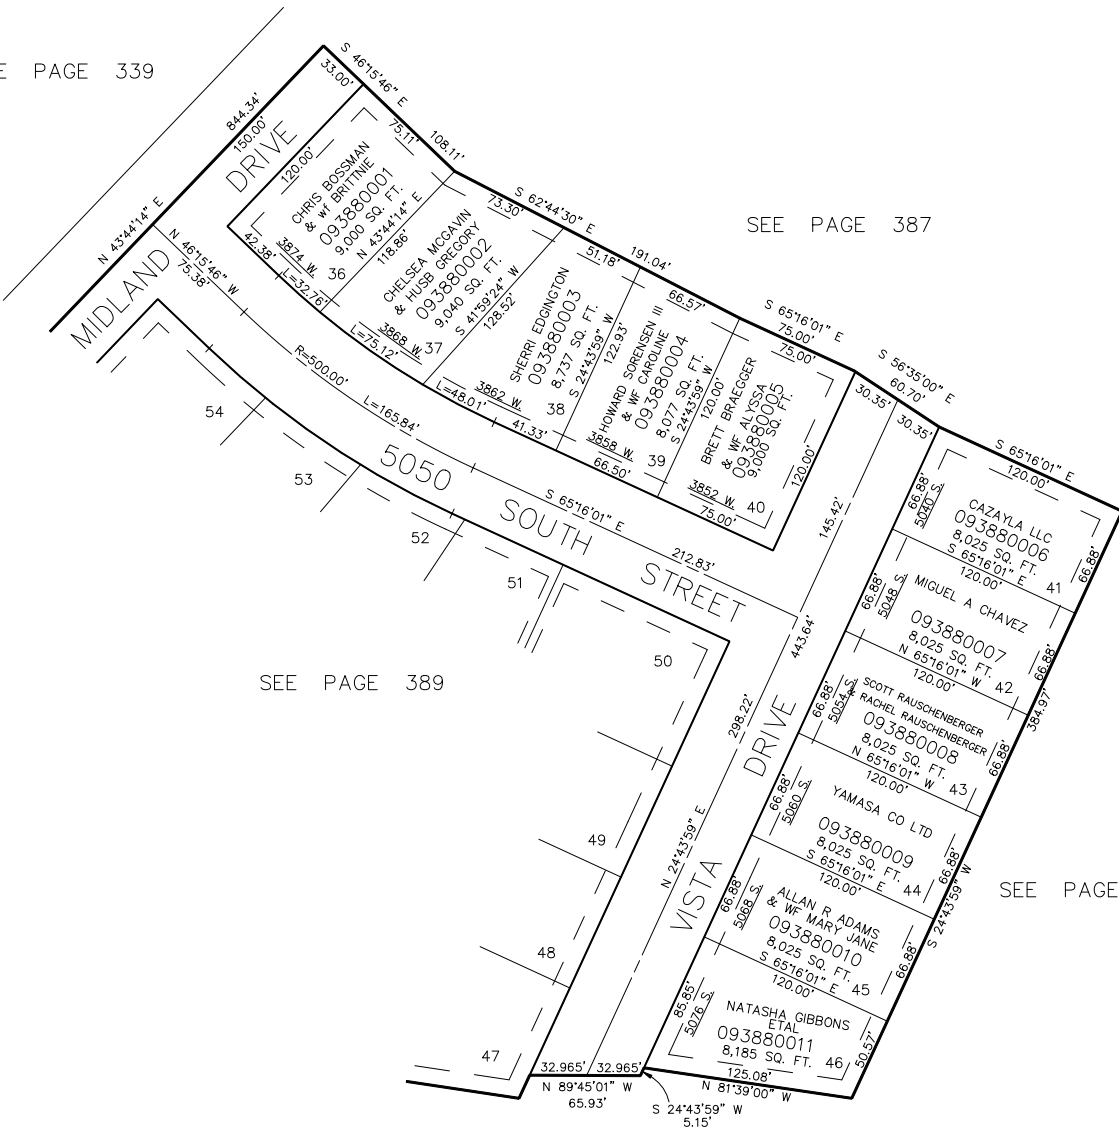 E PAGE 339
SEE PAGE 387
SEE PAGE 389
SEE PAGE
MIDLAND DRIVE
N 43°44'14" E
844.34'
150.00'
33.00'
S 46°15'46" E
108.11'
75.11'
120.00'
CHRIS BOSSMAN
& wf BRITTNIE
093880001
9,000 SQ. FT.
3874 W.
36
42.38'
L=32.76'
N 43°44'14" E
118.86'
CHELSEA MCGAVIN
& HUSB GREGORY
093880002
9,040 SQ. FT.
3868 W.
37
L=75.12'
73.30'
S 62°44'30" E
191.04'
S 41°59'24" W
128.52'
SHERRI EDGINGTON
093880003
8,737 SQ. FT.
3862 W.
38
L=48.01'
41.33'
51.18'
S 24°43'59" W
122.93'
HOWARD SORENSEN III
& WF CAROLINE
093880004
8,077 SQ. FT.
3858 W.
39
66.50'
66.57'
S 24°43'59" W
120.00'
BRETT BRAEGGER
& WF ALYSSA
093880005
9,000 SQ. FT.
3852 W.
40
75.00'
75.00'
S 65°16'01" E
75.00'
120.00'
S 56°35'00" E
60.70'
30.35'
30.35'
N 46°15'46" W
75.38'
R=500.00'
L=165.84'
S 65°16'01" E
212.83'
5050 SOUTH STREET
54
53
52
51
50
49
48
47
145.42'
443.64'
298.22'
N 24°43'59" E
VISTA DRIVE
S 65°16'01" E
120.00'
CAZAYLA LLC
093880006
8,025 SQ. FT.
S 65°16'01" E
120.00'
66.88'
5040 S.
41
66.88'
MIGUEL A CHAVEZ
093880007
8,025 SQ. FT.
N 65°16'01" W
120.00'
66.88'
5048 S.
42
66.88'
SCOTT RAUSCHENBERGER
& RACHEL RAUSCHENBERGER
093880008
8,025 SQ. FT.
N 65°16'01" W
120.00'
66.88'
5054 S.
43
66.88'
384.97'
YAMASA CO LTD
093880009
8,025 SQ. FT.
S 65°16'01" E
120.00'
66.88'
5060 S.
44
66.88'
S 24°43'59" W
ALLAN R ADAMS
& WF MARY JANE
093880010
8,025 SQ. FT.
S 65°16'01" E
120.00'
66.88'
5068 S.
45
66.88'
NATASHA GIBBONS
ETAL
093880011
8,185 SQ. FT.
125.08'
85.85'
5076 S.
46
50.57'
N 81°39'00" W
32.965'
32.965'
N 89°45'01" W
65.93'
S 24°43'59" W
5.15'